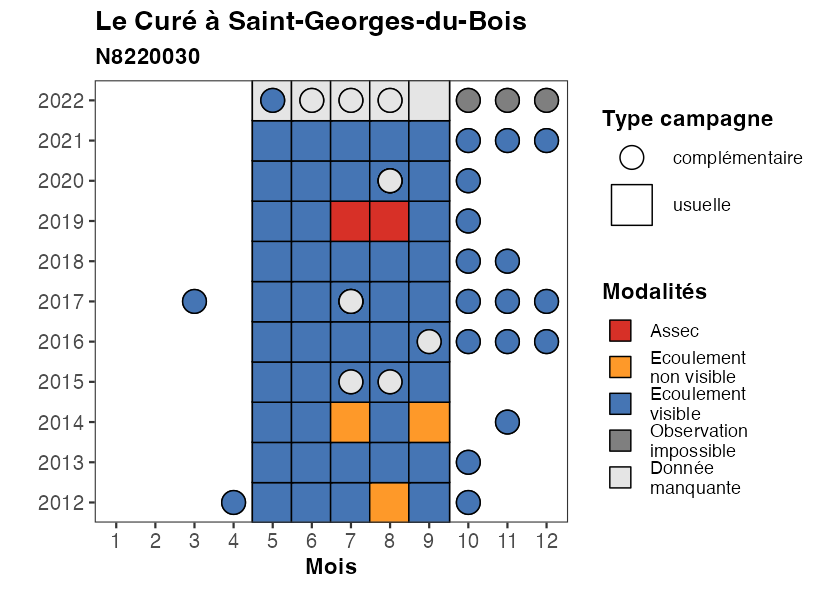 Le Curé à Saint-Georges-du-Bois
N8220030
2022
2021
2020
2019
2018
2017
2016
2015
2014
2013
2012
1 2 3 4 5 6 7 8 9 10 11 12
Mois
Type campagne
complémentaire
usuelle
Modalités
Assec
Ecoulement
non visible
Ecoulement
visible
Observation
impossible
Donnée
manquante